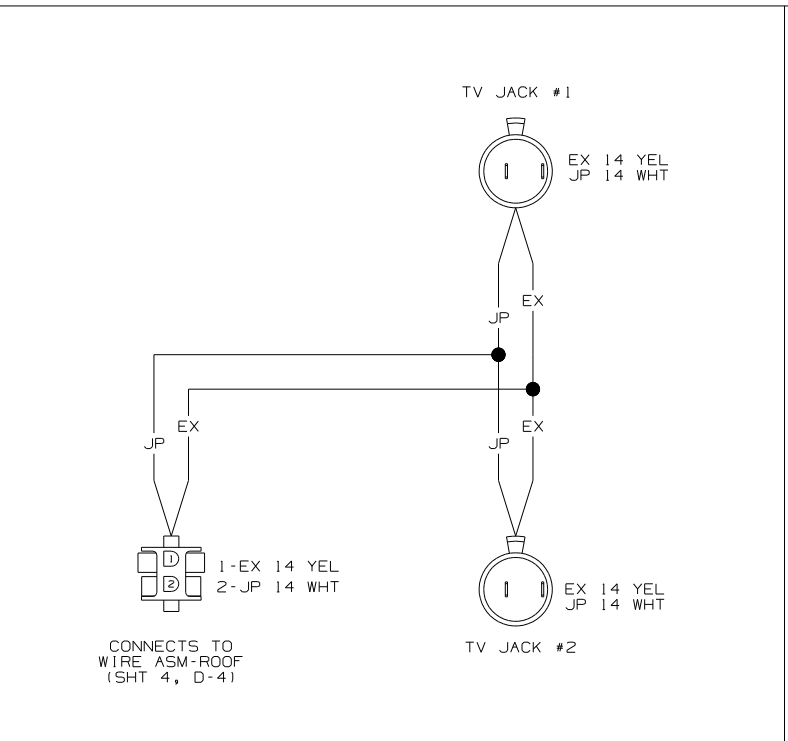 TV JACK #1
EX 14 YEL
JP 14 WHT
EX
JP
EX
JP
JP
EX
1
2
1-EX 14 YEL
2-JP 14 WHT
EX 14 YEL
JP 14 WHT
CONNECTS TO
WIRE ASM-ROOF
(SHT 4, D-4)
TV JACK #2